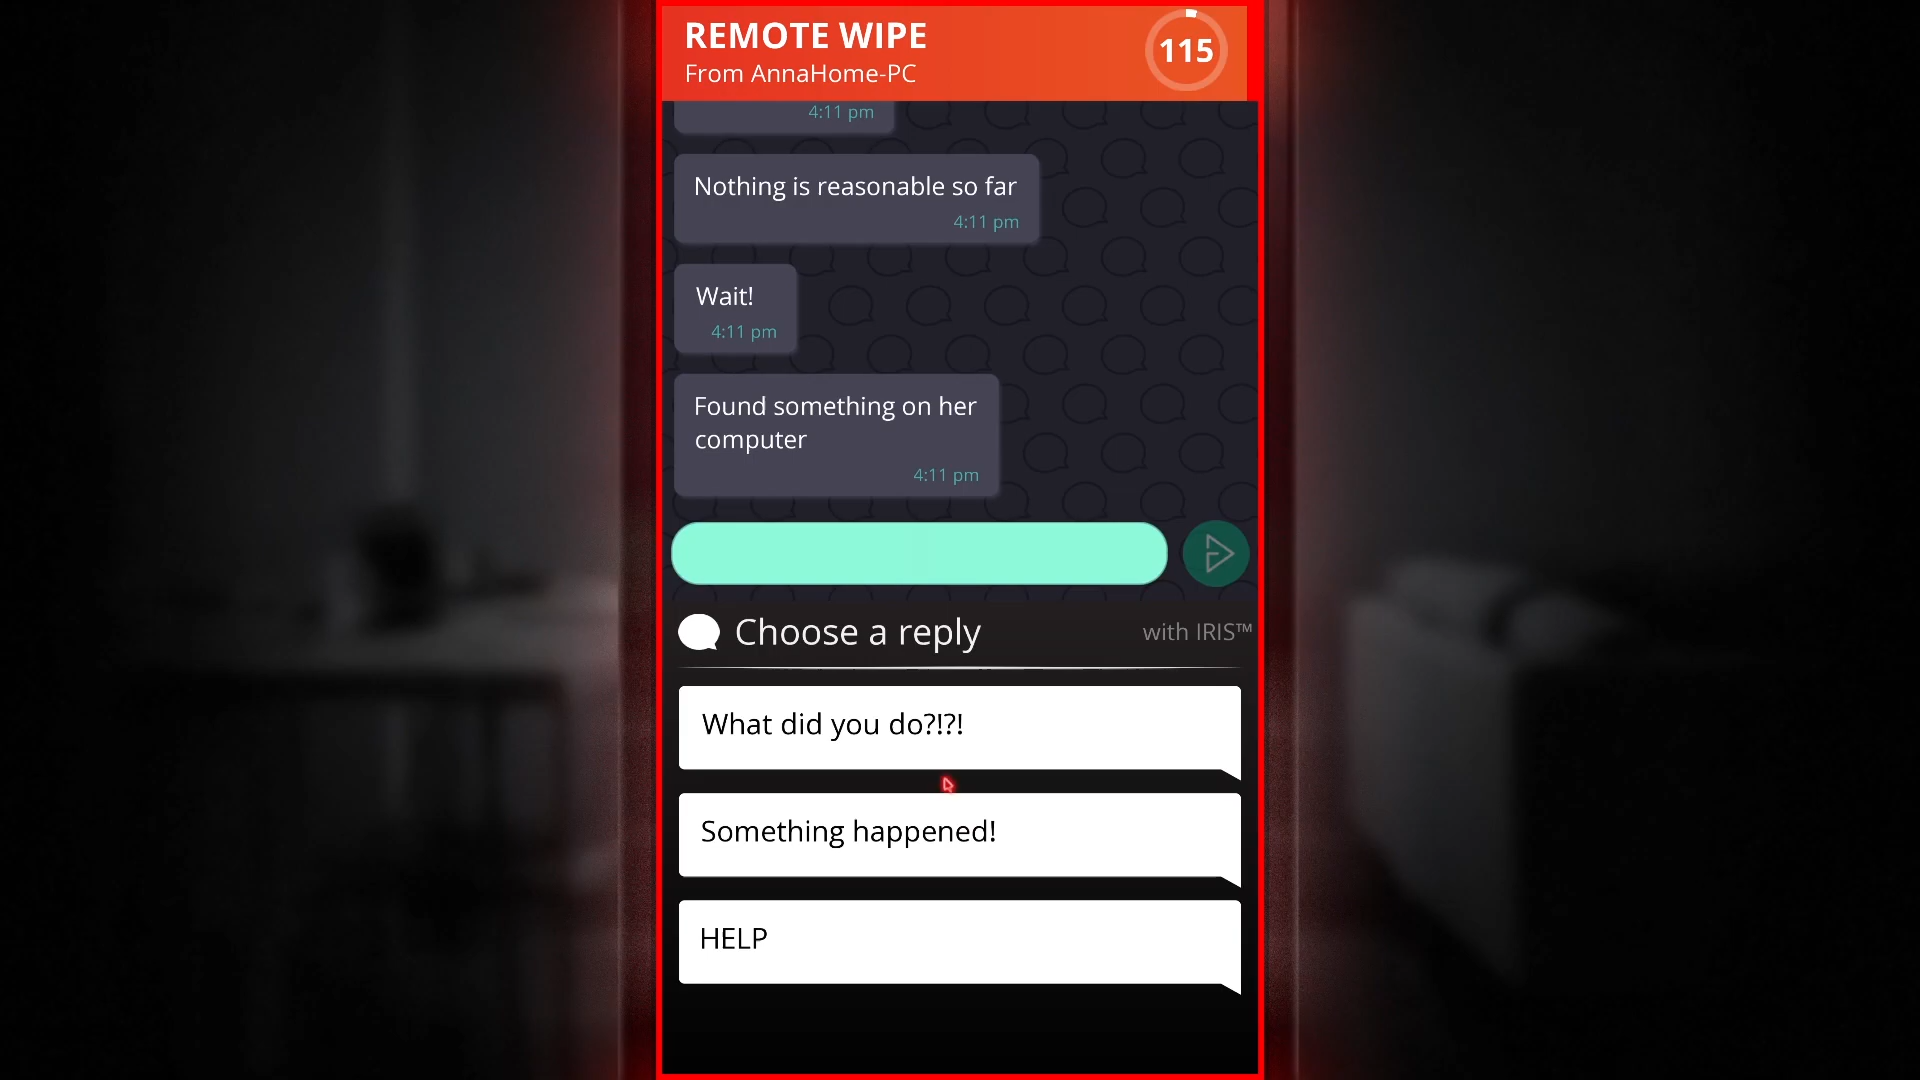 REMOTE WIPE
From AnnaHome-PC
115
4:11 pm
Nothing is reasonable so far
4:11 pm
Wait!
4:11 pm
Found something on her
computer
4:11 pm
Choose a reply
with IRIS™
What did you do?!?!
Something happened!
HELP